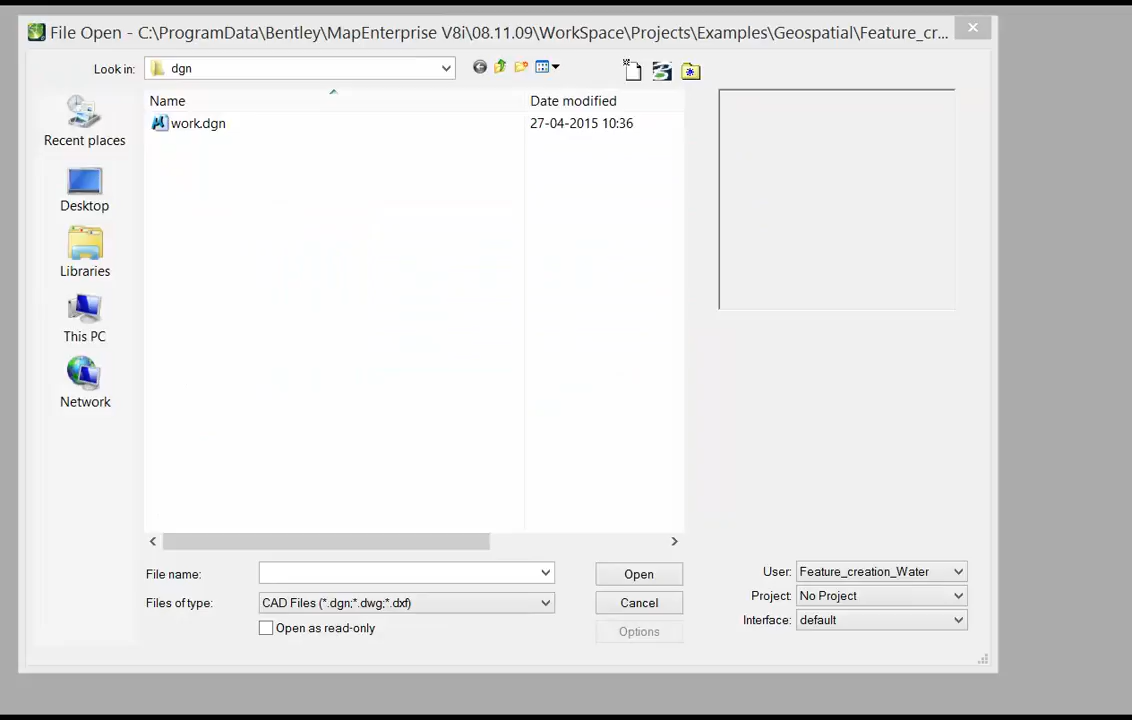 File Open - C:\ProgramData\Bentley\MapEnterprise V8i\08.11.09\WorkSpace\Projects\Examples\Geospatial\Feature_cr...
Look in: dgn
Name Date modified
work.dgn 27-04-2015 10:36
Recent places
Desktop
Libraries
This PC
Network
File name: Open
Files of type: CAD Files (*.dgn;*.dwg;*.dxf) Cancel
Open as read-only Options
User: Feature_creation_Water
Project: No Project
Interface: default